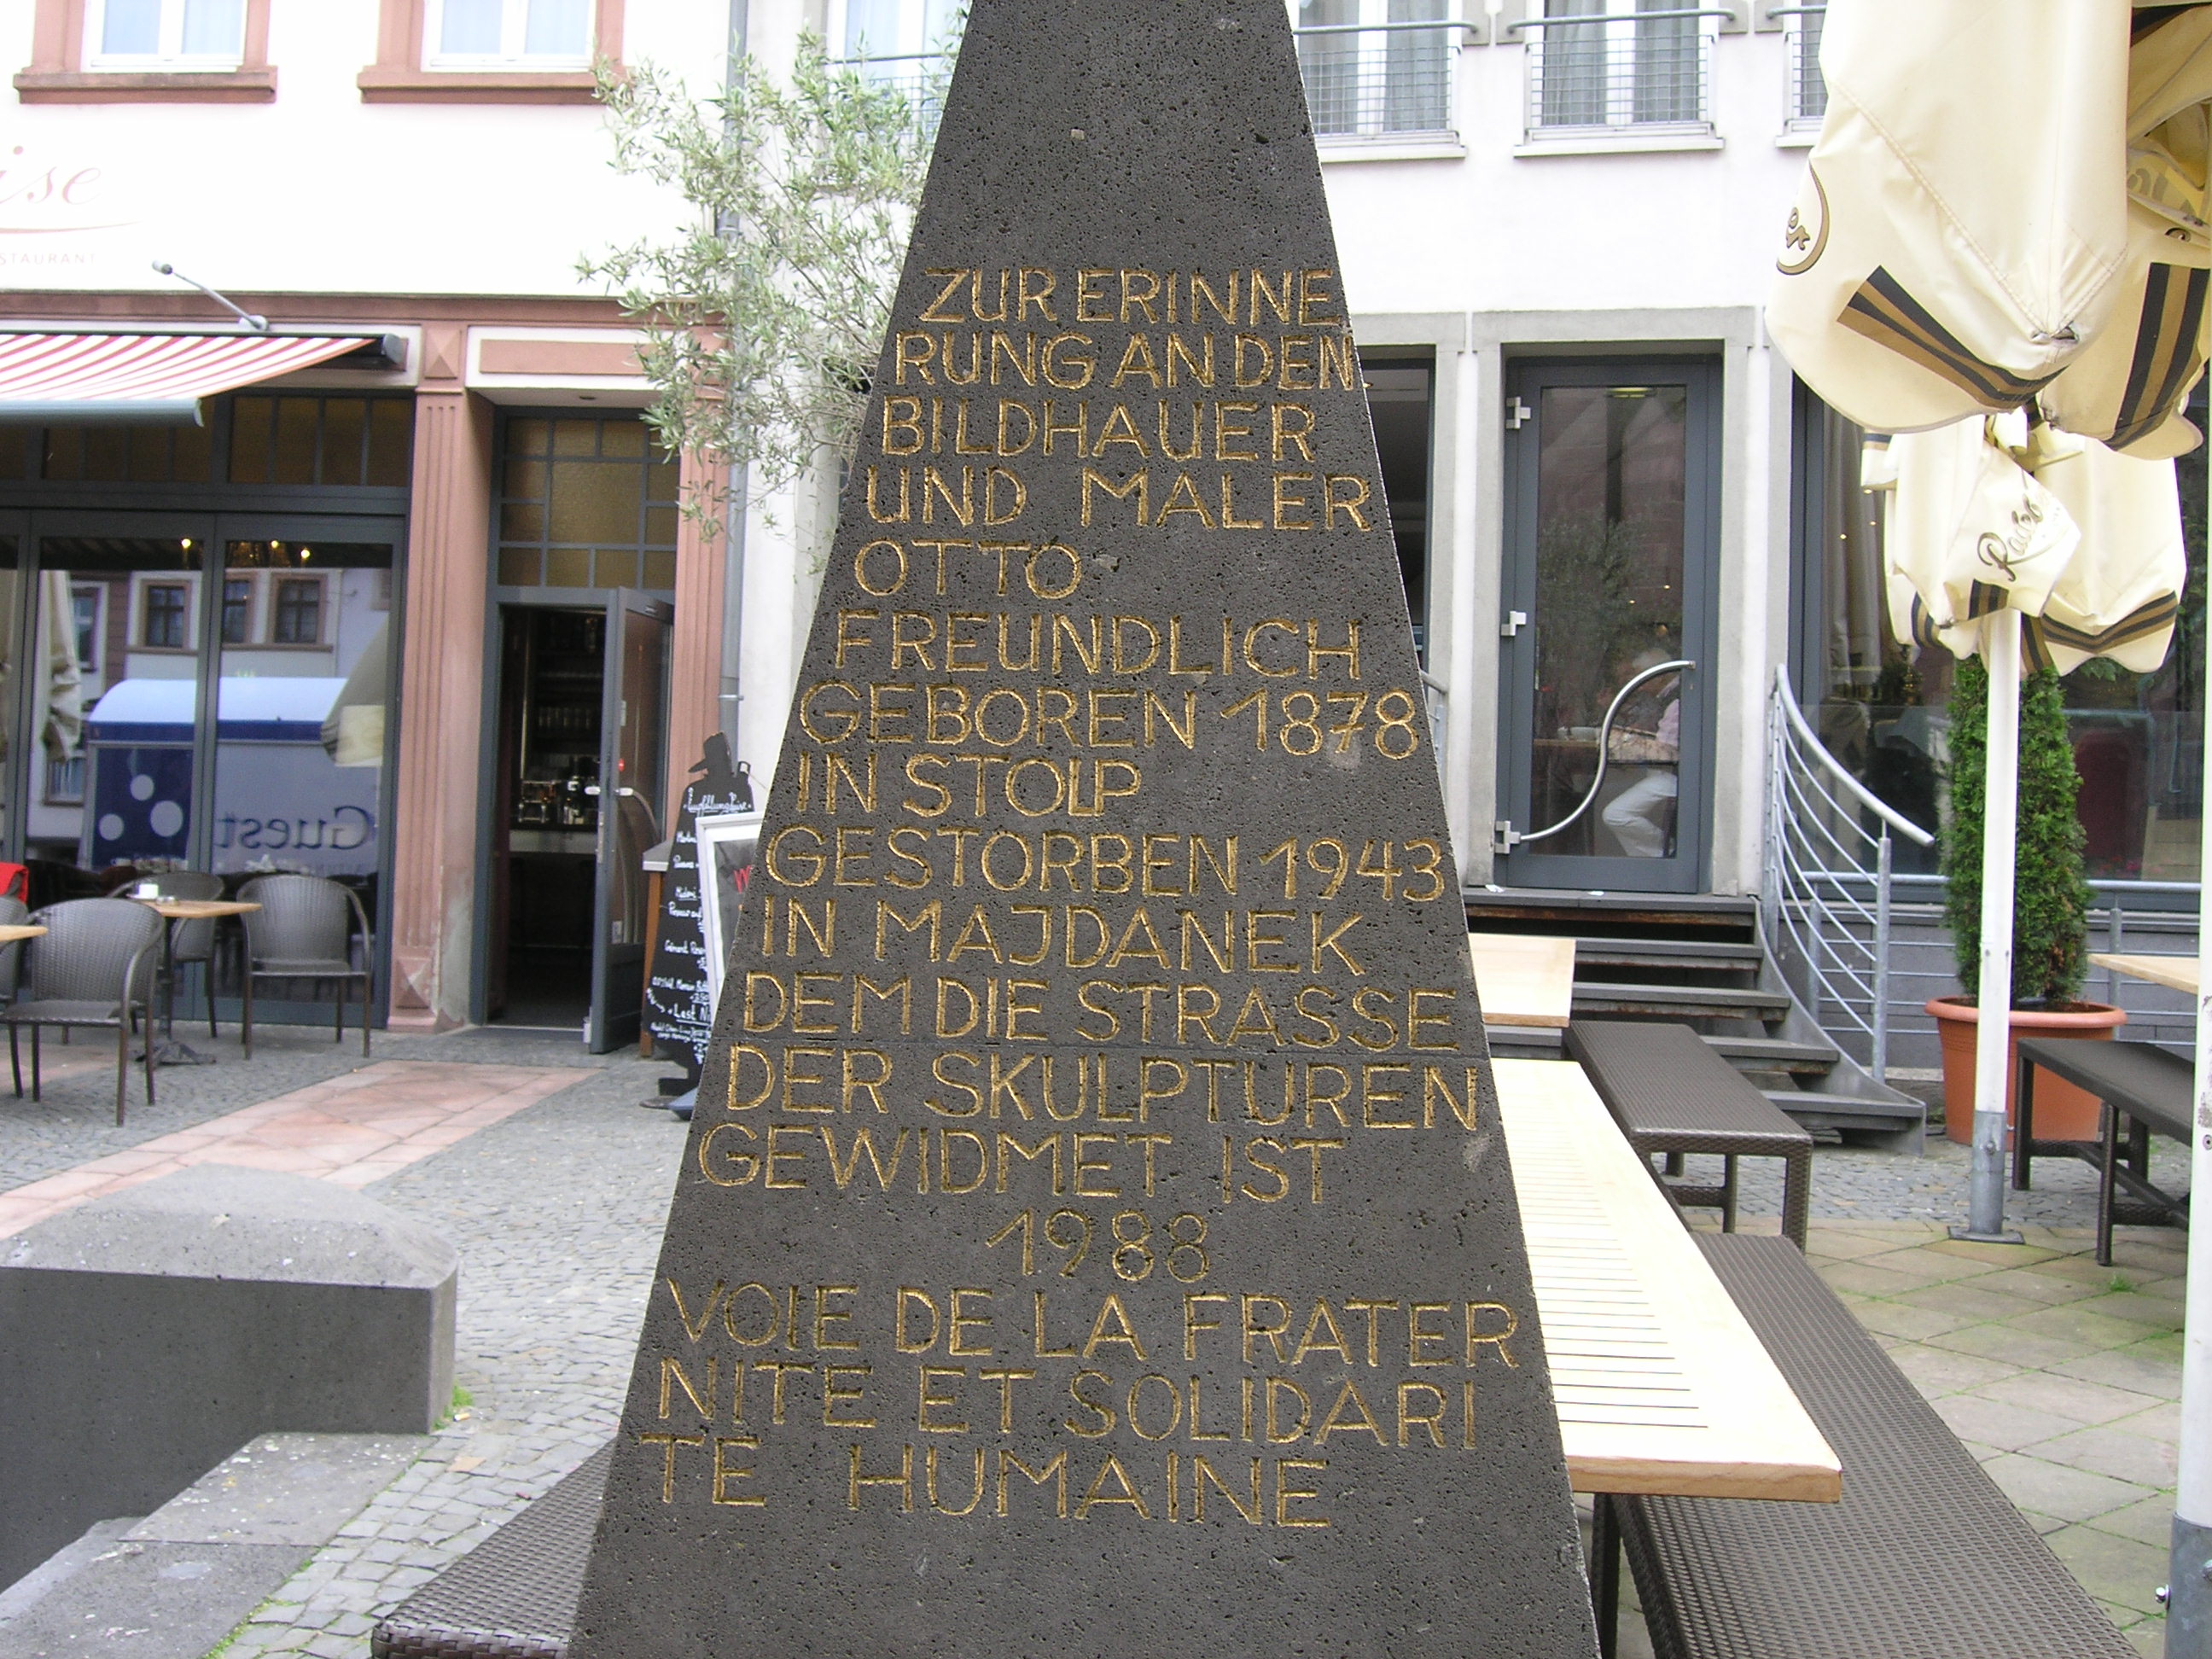 ZUR ERINNE
RUNG AN DEN
BILDHAUER
UND MALER
OTTO
FREUNDLICH
GEBOREN 1878
IN STOLP
GESTORBEN 1943
IN MAJDANEK
DEM DIE STRASSE
DER SKULPTUREN
GEWIDMET IST
1988
VOIE DE LA FRATER
NITE ET SOLIDARI
TE HUMAINE
Guest